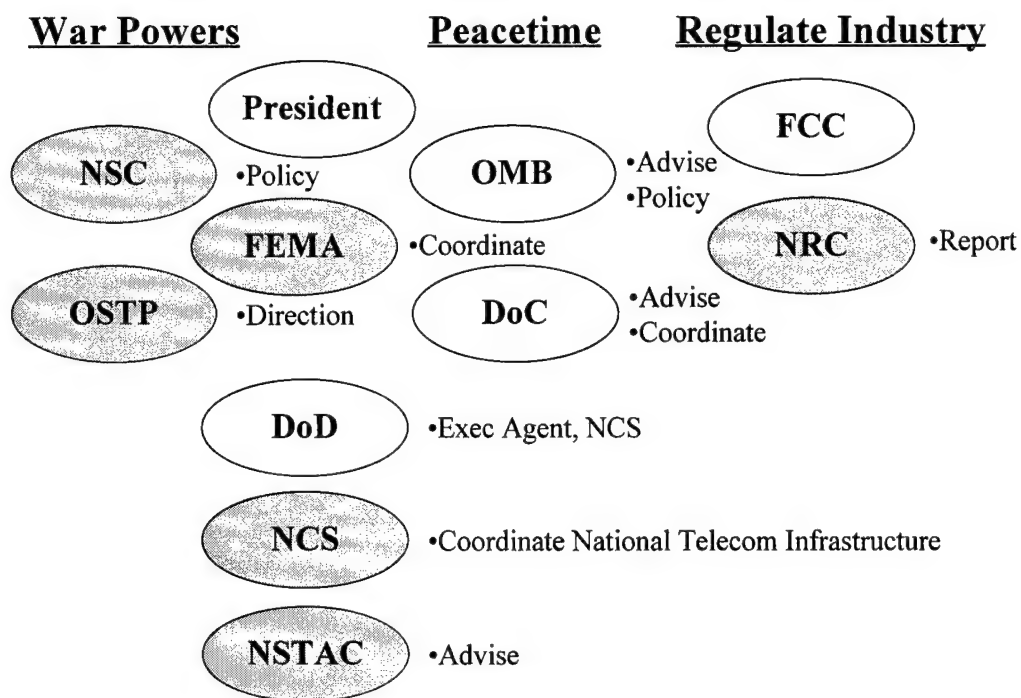 War Powers
Peacetime
Regulate Industry
President
FCC
NSC
•Policy
OMB
•Advise
•Policy
FEMA
•Coordinate
NRC
•Report
OSTP
•Direction
DoC
•Advise
•Coordinate
DoD
•Exec Agent, NCS
NCS
•Coordinate National Telecom Infrastructure
NSTAC
•Advise